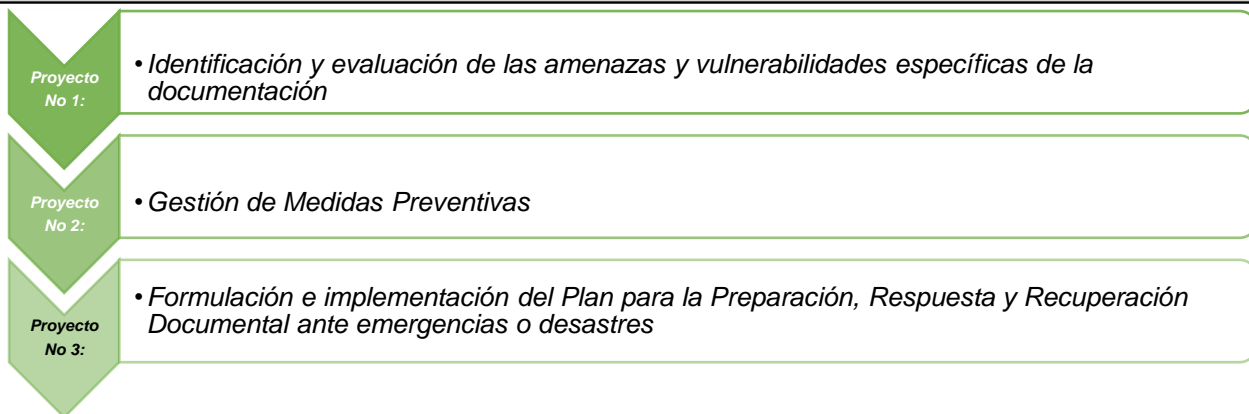 Proyecto
No 1:
• Identificación y evaluación de las amenazas y vulnerabilidades específicas de la
documentación
Proyecto
No 2:
• Gestión de Medidas Preventivas
Proyecto
No 3:
• Formulación e implementación del Plan para la Preparación, Respuesta y Recuperación
Documental ante emergencias o desastres